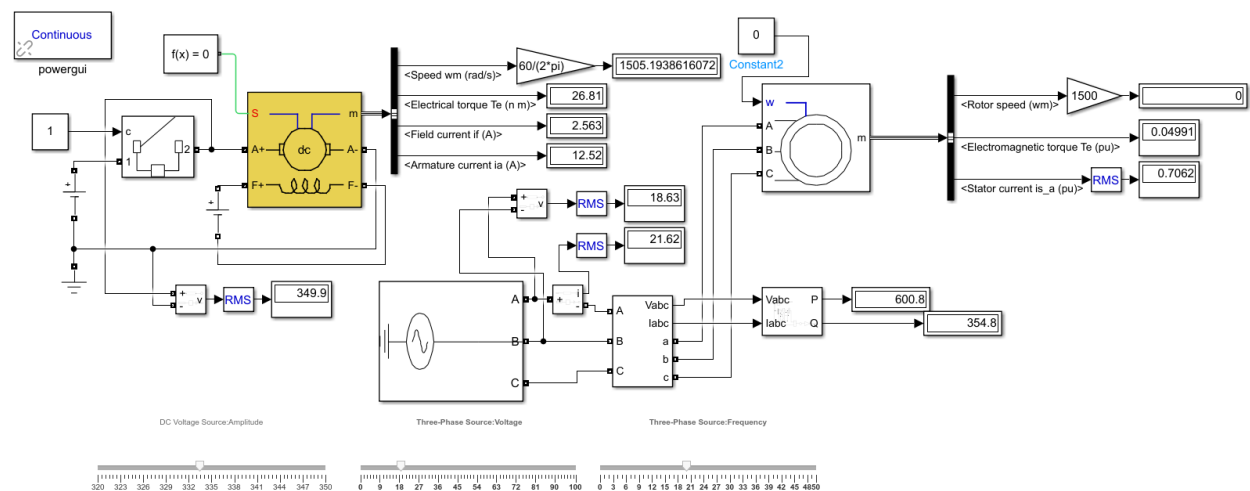 Continuous
powergui
f(x) = 0
1
c
1
2
S
m
A+
dc
A-
F+
F-
<Speed wm (rad/s)>
60/(2*pi)
1505.1938616072
<Electrical torque Te (n m)>
26.81
<Field current if (A)>
2.563
<Armature current ia (A)>
12.52
0
Constant2
w
A
B
C
m
<Rotor speed (wm)>
1500
0
<Electromagnetic torque Te (pu)>
0.04991
<Stator current is_a (pu)>
RMS
0.7062
+
-
v
RMS
18.63
RMS
21.62
+
-
v
RMS
349.9
A
B
C
+
i
-
A
B
C
Vabc
Iabc
a
b
c
Vabc
Iabc
P
Q
600.8
354.8
DC Voltage Source:Amplitude
Three-Phase Source:Voltage
Three-Phase Source:Frequency
320 323 326 329 332 335 338 341 344 347 350
0 9 18 27 36 45 54 63 72 81 91 100
0 3 6 9 12 15 18 21 24 27 30 33 36 39 42 45 4850